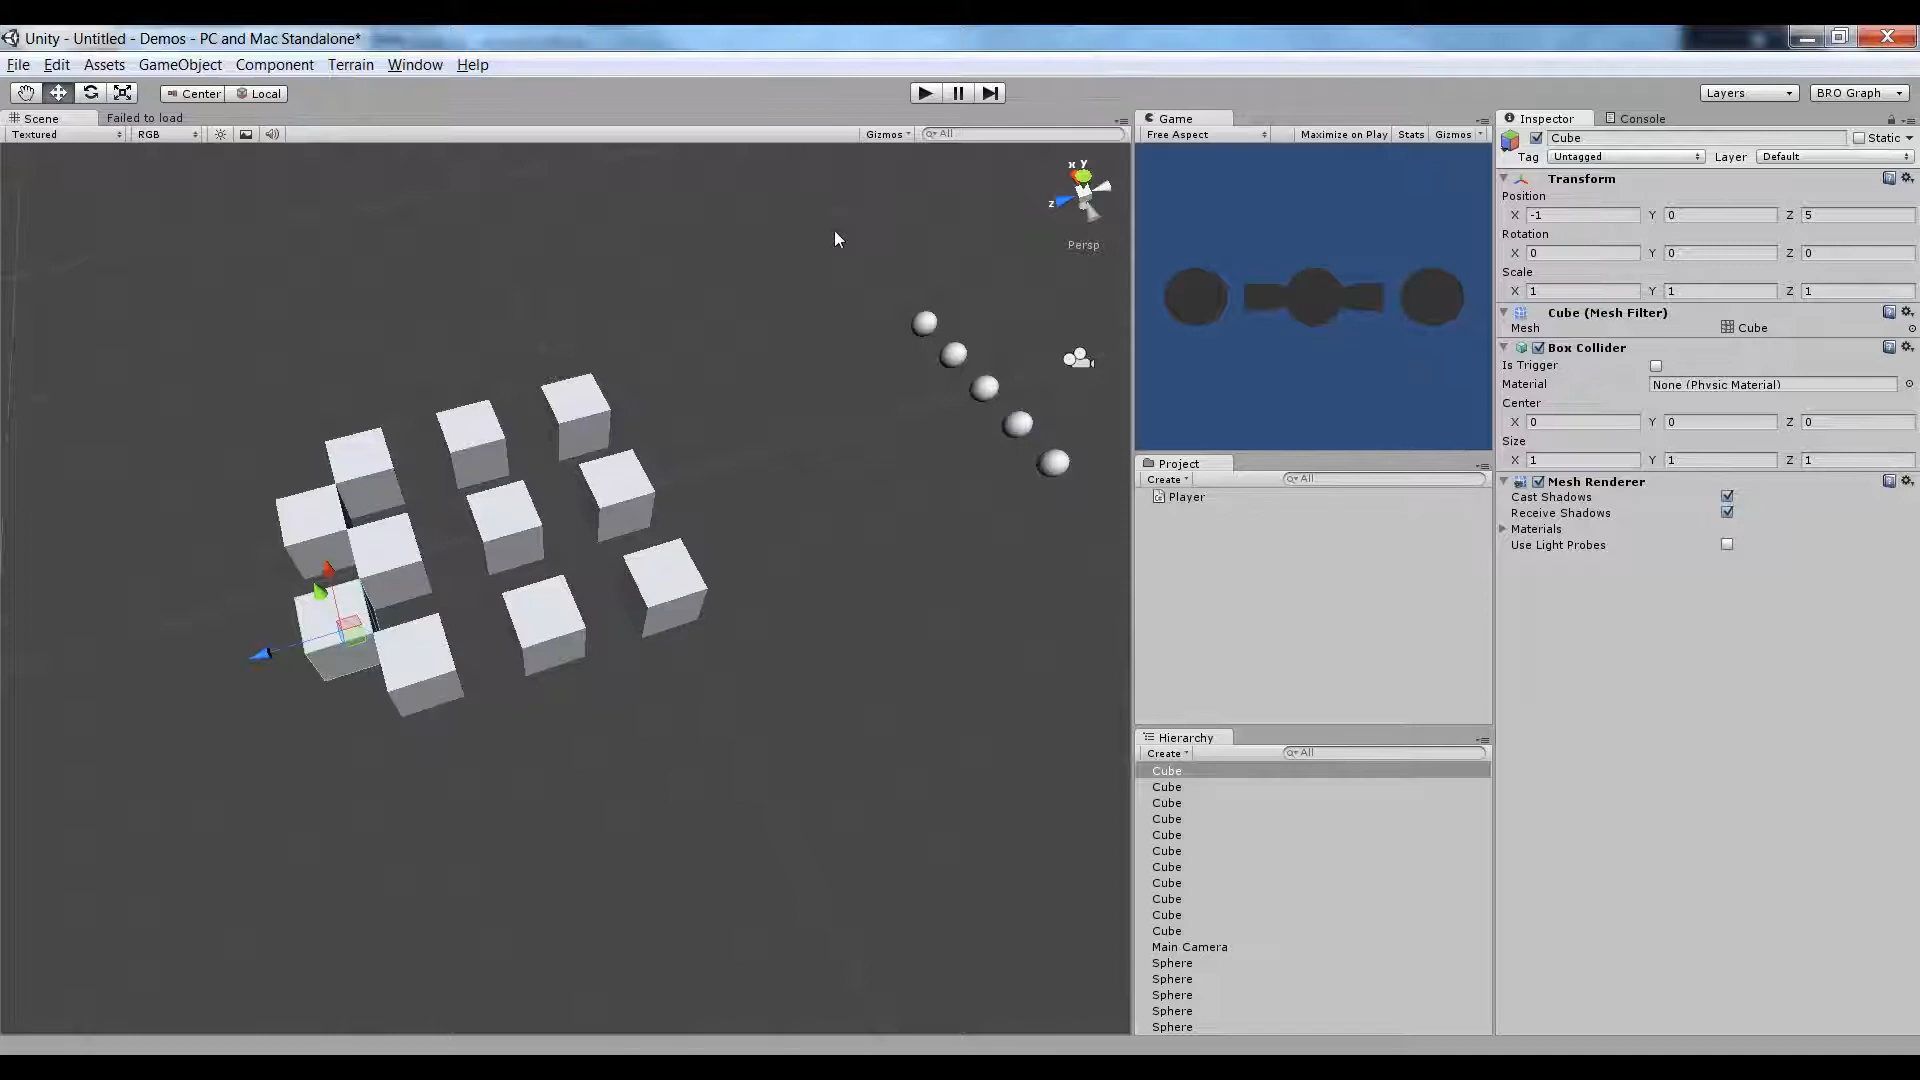 Unity - Untitled - Demos - PC and Mac Standalone*
File Edit Assets GameObject Component Terrain Window Help
Center Local Layers BRO Graph
Scene Failed to load
Textured RGB Gizmos All
x y
z
Persp
Game
Free Aspect Maximize on Play Stats Gizmos
Project
Create All
Player
Hierarchy
Create All
Cube
Cube
Cube
Cube
Cube
Cube
Cube
Cube
Cube
Cube
Cube
Main Camera
Sphere
Sphere
Sphere
Sphere
Sphere
Inspector Console
Cube Static
Tag Untagged Layer Default
Transform
Position
X -1 Y 0 Z 5
Rotation
X 0 Y 0 Z 0
Scale
X 1 Y 1 Z 1
Cube (Mesh Filter)
Mesh Cube
Box Collider
Is Trigger
Material None (Physic Material)
Center
X 0 Y 0 Z 0
Size
X 1 Y 1 Z 1
Mesh Renderer
Cast Shadows
Receive Shadows
Materials
Use Light Probes